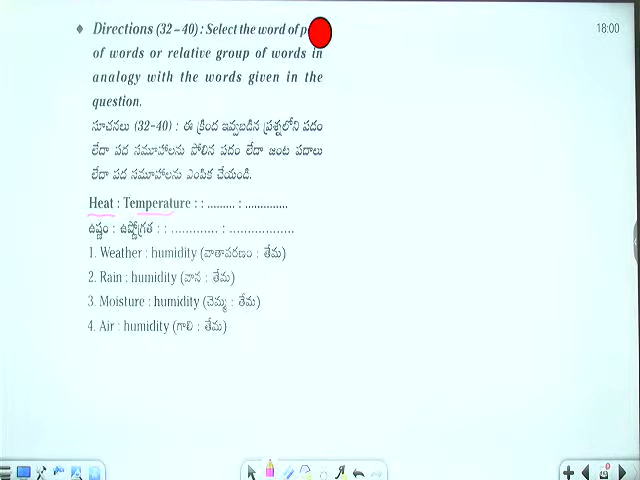 ♦ Directions (32 – 40) : Select the word of
of words or relative group of words in
analogy with the words given in the
question.
సూచనలు (32-40) : ఈ క్రింద ఇవ్వబడిన ప్రశ్నలోని పదం
లేదా పద సమూహాలను పోలిన పదం లేదా జంట పదాలు
లేదా పద సమూహాలను ఎంపిక చేయండి.
Heat : Temperature : : ......... : ..............
ఉష్ణం : ఉష్ణోగ్రత : : ............. : ..................
1. Weather : humidity (వాతావరణం : తేమ)
2. Rain : humidity (వాన : తేమ)
3. Moisture : humidity (చెమ్మ : తేమ)
4. Air : humidity (గాలి : తేమ)
18:00